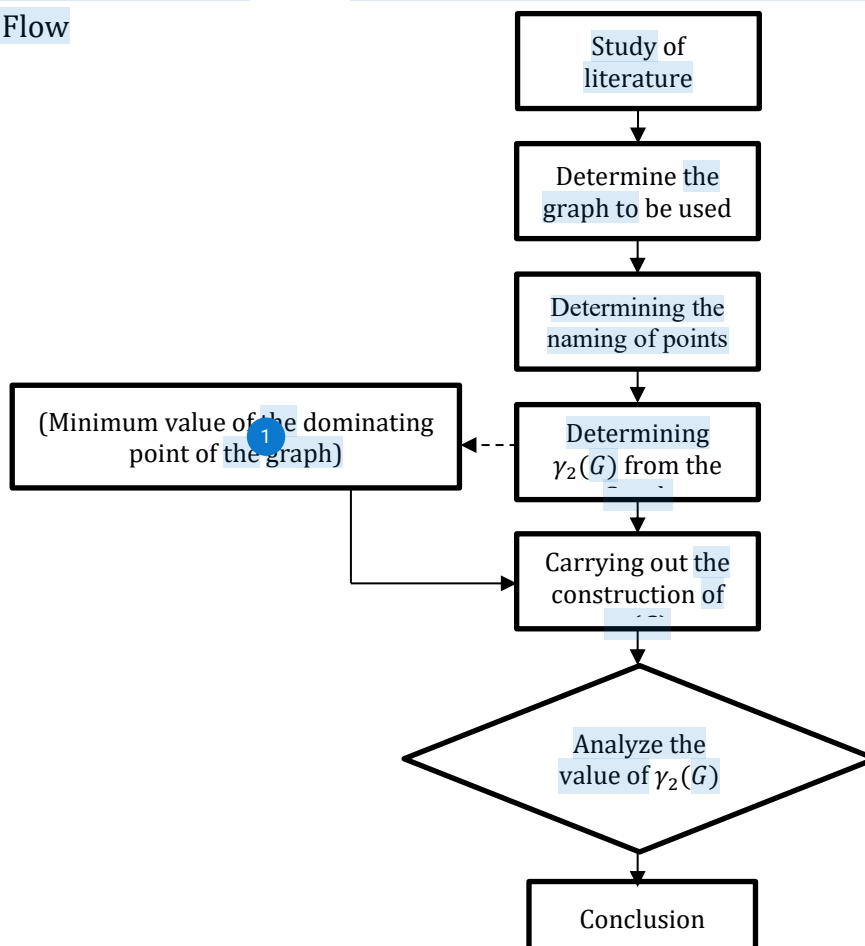 Flow
Study of
literature
Determine the
graph to be used
Determining the
naming of points
(Minimum value of the dominating
point of the graph)
1
Determining
γ₂(G) from the
Carrying out the
construction of
Analyze the
value of γ₂(G)
Conclusion